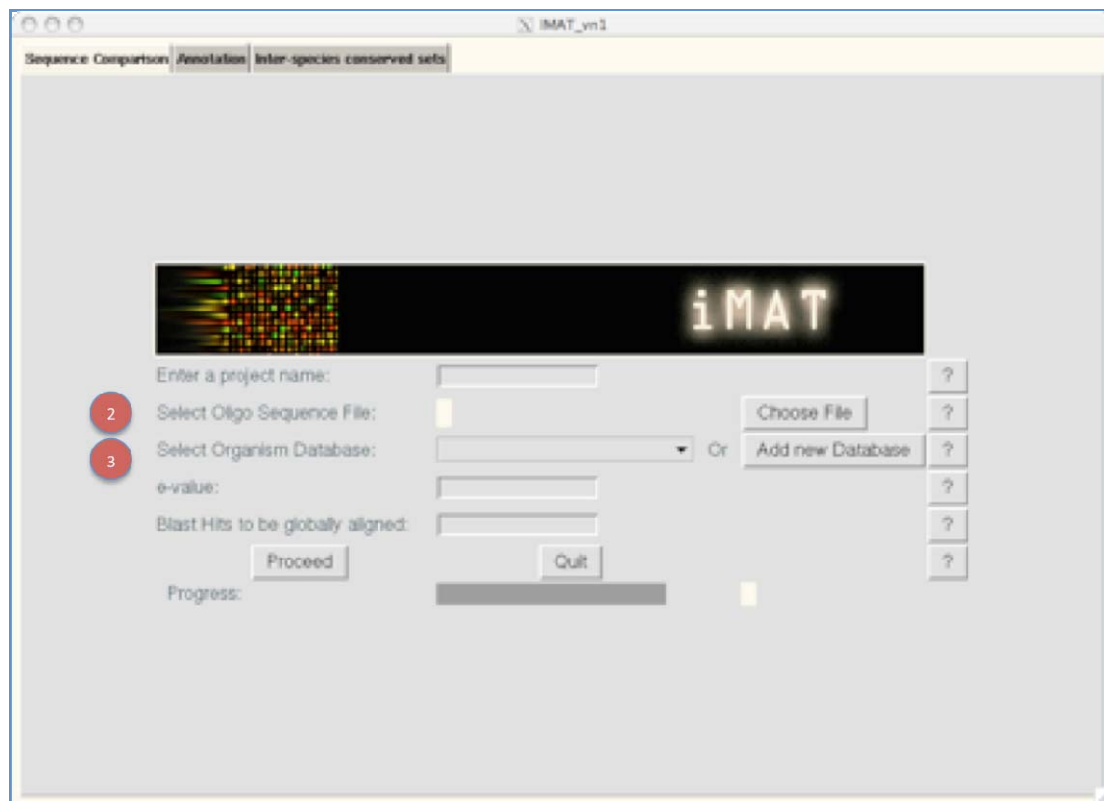 IMAT_vn1
Sequence Comparison Annotation Inter-species conserved sets
iMAT
Enter a project name: ?
2 Select Oligo Sequence File: Choose File ?
3 Select Organism Database: Or Add new Database ?
e-value: ?
Blast Hits to be globally aligned: ?
Proceed Quit ?
Progress: